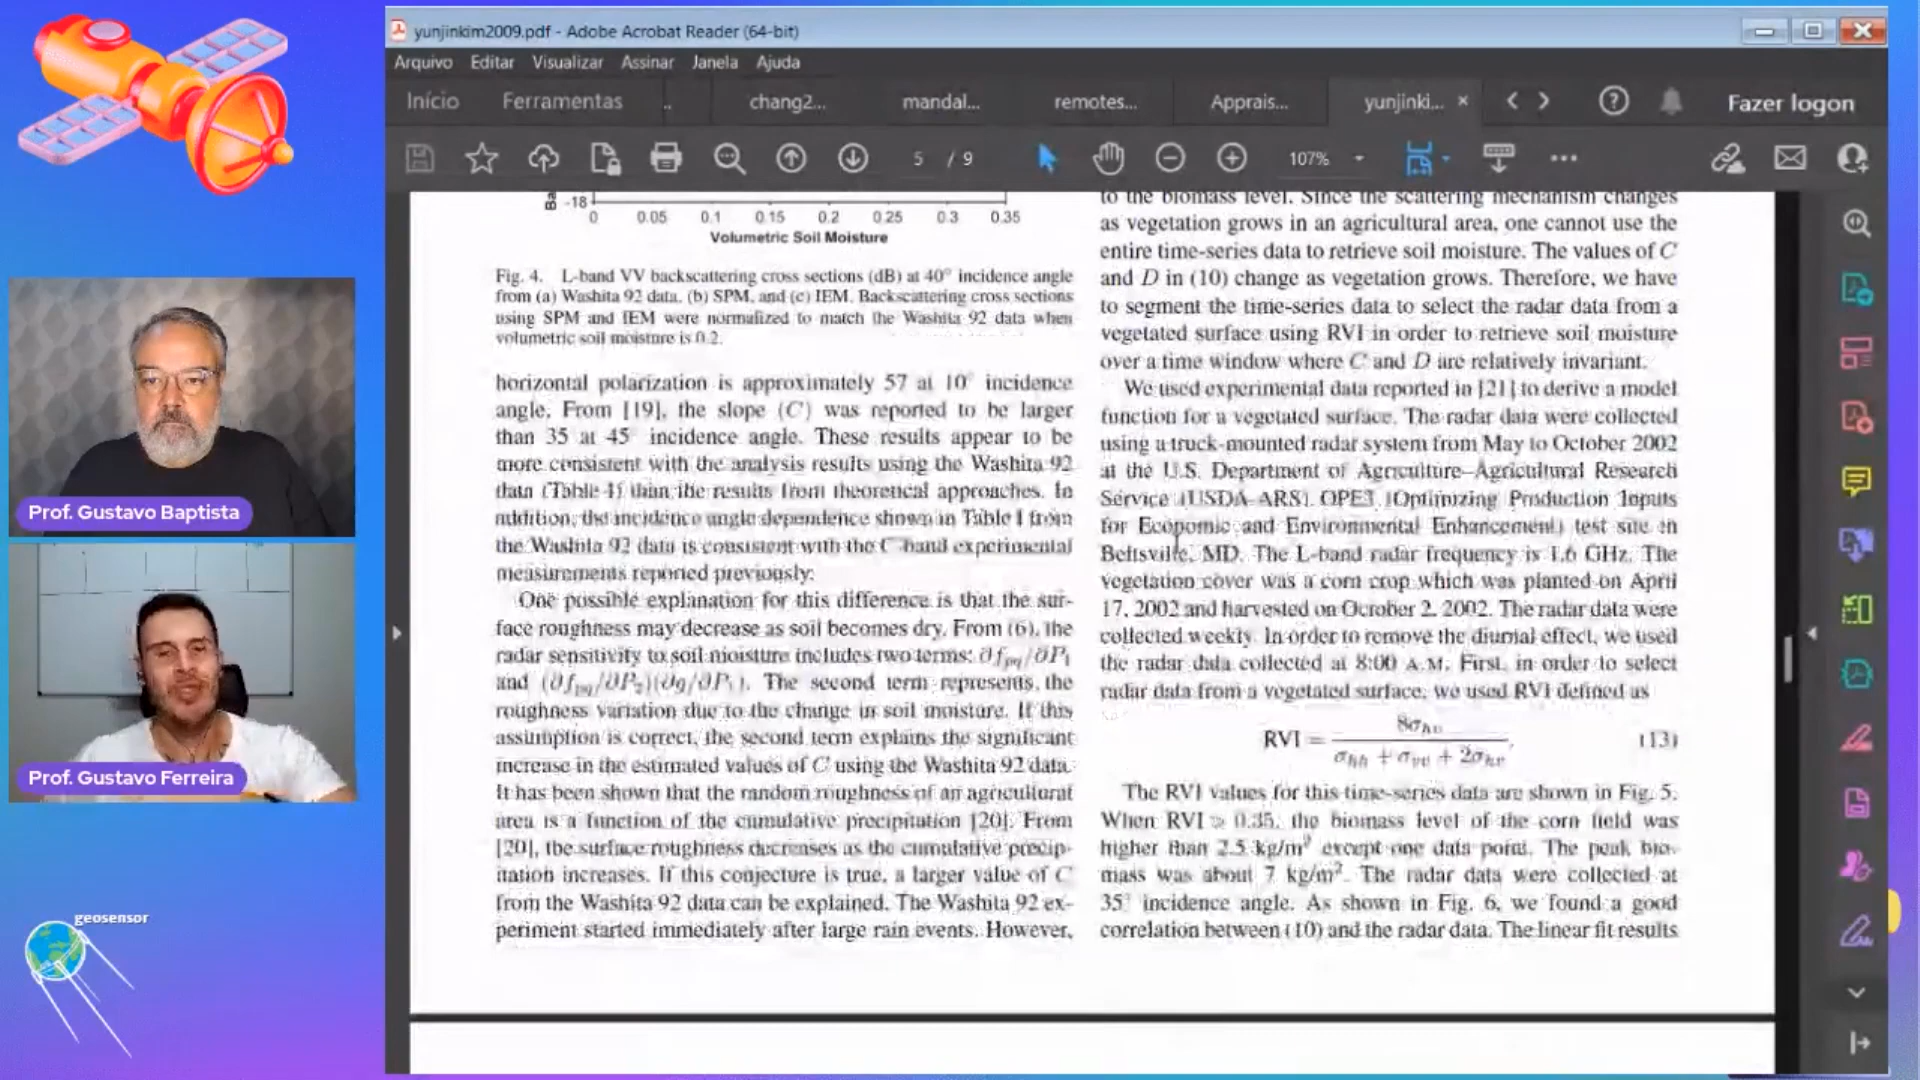 yunjinkim2009.pdf - Adobe Acrobat Reader (64-bit)
Arquivo Editar Visualizar Assinar Janela Ajuda
Início Ferramentas .. chang2... mandal... remotes... Apprais... yunjinki... × Fazer logon
5 / 9 107%
Prof. Gustavo Baptista
Prof. Gustavo Ferreira
geosensor
-18
0 0.05 0.1 0.15 0.2 0.25 0.3 0.35
Volumetric Soil Moisture
Fig. 4. L-band VV backscattering cross sections (dB) at 40° incidence angle
from (a) Washita 92 data, (b) SPM, and (c) IEM. Backscattering cross sections
using SPM and IEM were normalized to match the Washita 92 data when
volumetric soil moisture is 0.2.
horizontal polarization is approximately 57 at 10° incidence
angle. From [19], the slope (C) was reported to be larger
than 35 at 45° incidence angle. These results appear to be
more consistent with the analysis results using the Washita 92
data (Table I) than the results from theoretical approaches. In
addition, the incidence angle dependence shown in Table I from
the Washita 92 data is consistent with the C-band experimental
measurements reported previously.
One possible explanation for this difference is that the sur-
face roughness may decrease as soil becomes dry. From (6), the
radar sensitivity to soil moisture includes two terms: ∂fpq/∂P1
and (∂fpq/∂P2)(∂g/∂P1). The second term represents the
roughness variation due to the change in soil moisture. If this
assumption is correct, the second term explains the significant
increase in the estimated values of C using the Washita 92 data.
It has been shown that the random roughness of an agricultural
area is a function of the cumulative precipitation [20]. From
[20], the surface roughness decreases as the cumulative precip-
itation increases. If this conjecture is true, a larger value of C
from the Washita 92 data can be explained. The Washita 92 ex-
periment started immediately after large rain events. However,
to the biomass level. Since the scattering mechanism changes
as vegetation grows in an agricultural area, one cannot use the
entire time-series data to retrieve soil moisture. The values of C
and D in (10) change as vegetation grows. Therefore, we have
to segment the time-series data to select the radar data from a
vegetated surface using RVI in order to retrieve soil moisture
over a time window where C and D are relatively invariant.
We used experimental data reported in [21] to derive a model
function for a vegetated surface. The radar data were collected
using a truck-mounted radar system from May to October 2002
at the U.S. Department of Agriculture–Agricultural Research
Service (USDA-ARS) OPE3 (Optimizing Production Inputs
for Economic and Environmental Enhancement) test site in
Beltsville, MD. The L-band radar frequency is 1.6 GHz. The
vegetation cover was a corn crop which was planted on April
17, 2002 and harvested on October 2, 2002. The radar data were
collected weekly. In order to remove the diurnal effect, we used
the radar data collected at 8:00 A.M. First, in order to select
radar data from a vegetated surface, we used RVI defined as
RVI = 8σhv / (σhh + σvv + 2σhv). (13)
The RVI values for this time-series data are shown in Fig. 5.
When RVI > 0.35, the biomass level of the corn field was
higher than 2.5 kg/m² except one data point. The peak bio-
mass was about 7 kg/m². The radar data were collected at
35° incidence angle. As shown in Fig. 6, we found a good
correlation between (10) and the radar data. The linear fit results